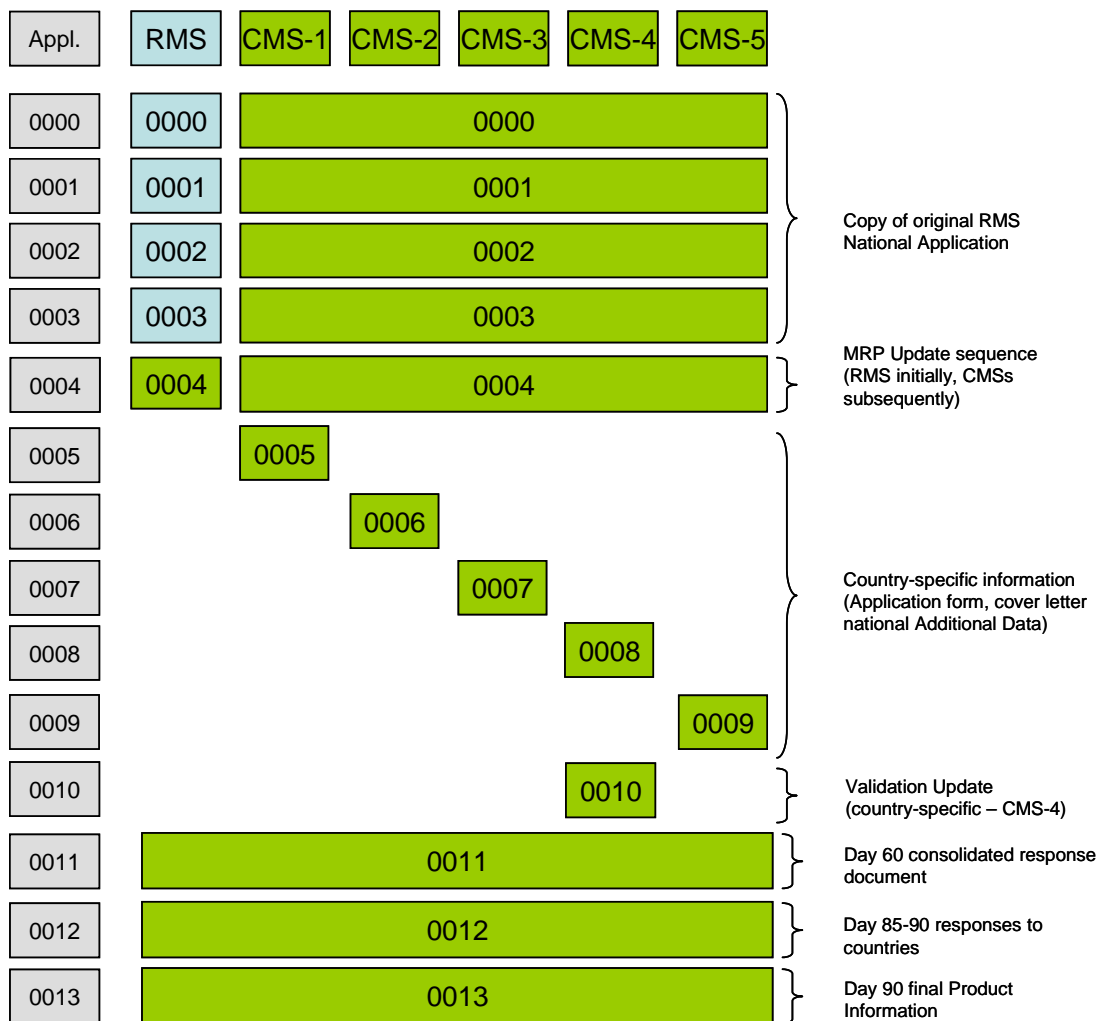 Appl. RMS CMS-1 CMS-2 CMS-3 CMS-4 CMS-5
0000 0000 0000
0001 0001 0001
0002 0002 0002
0003 0003 0003
Copy of original RMS
National Application
0004 0004 0004
MRP Update sequence
(RMS initially, CMSs
subsequently)
0005 0005
0006 0006
0007 0007
0008 0008
0009 0009
Country-specific information
(Application form, cover letter
national Additional Data)
0010 0010
Validation Update
(country-specific – CMS-4)
0011 0011
Day 60 consolidated response
document
0012 0012
Day 85-90 responses to
countries
0013 0013
Day 90 final Product
Information